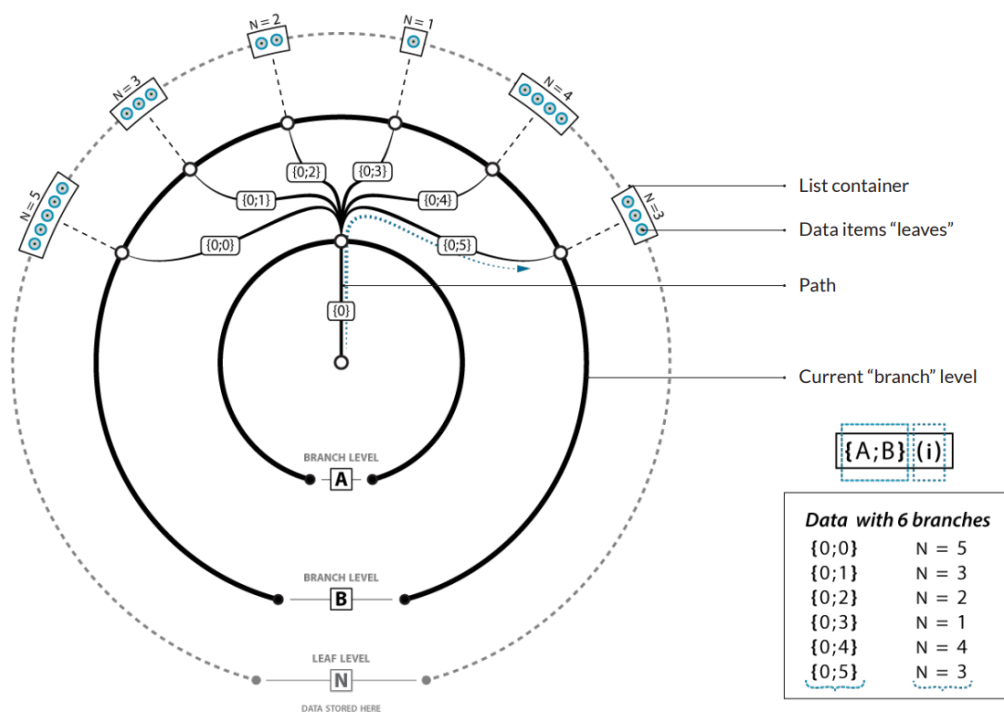 N = 2
N = 1
N = 3
N = 4
N = 5
N=3
{0;2}
{0;3}
{0;1}
{0;4}
{0;0}
{0;5}
{0}
List container
Data items “leaves”
Path
Current “branch” level
BRANCH LEVEL
A
BRANCH LEVEL
B
LEAF LEVEL
N
DATA STORED HERE
{A;B} (i)
Data with 6 branches
{0;0} N = 5
{0;1} N = 3
{0;2} N = 2
{0;3} N = 1
{0;4} N = 4
{0;5} N = 3